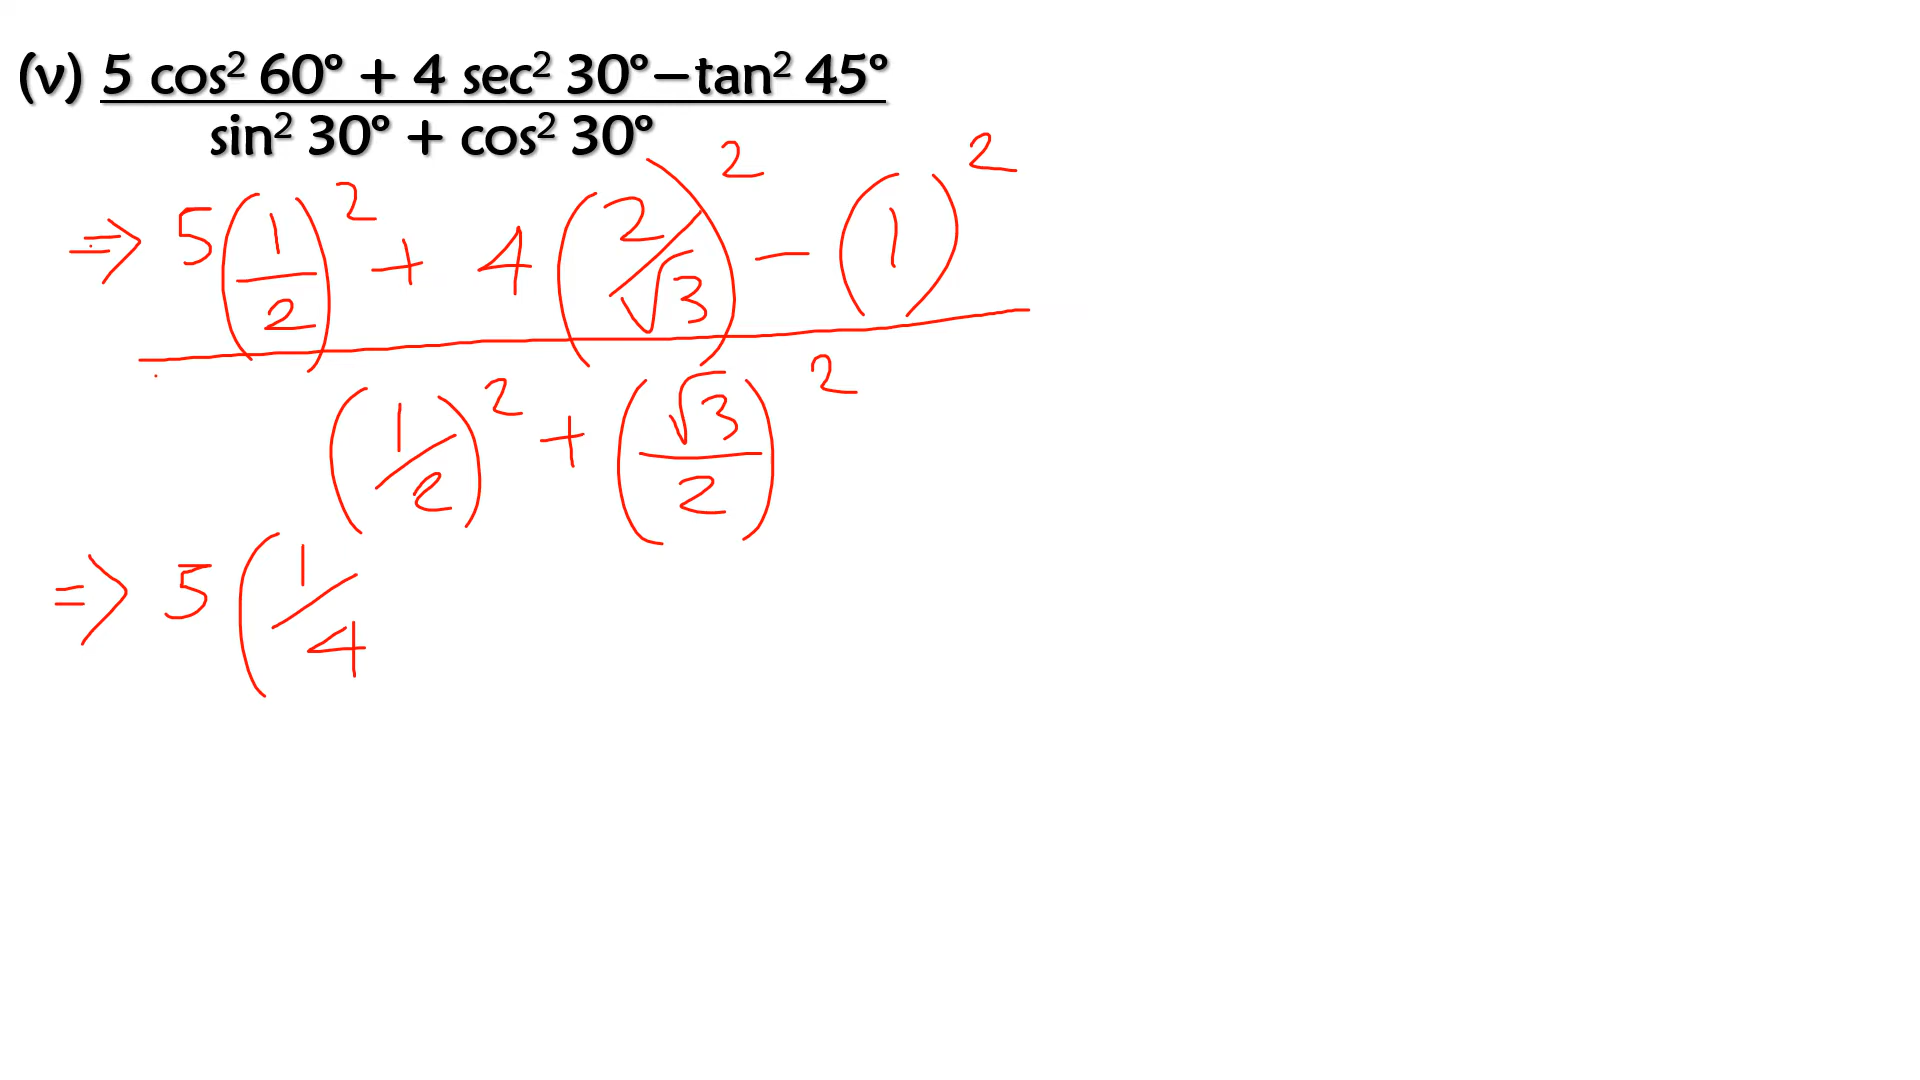 (v) 5 cos² 60° + 4 sec² 30° – tan² 45°
sin² 30° + cos² 30°
⇒ 5(1/2)² + 4(2/√3)² − (1)²
(1/2)² + (√3/2)²
⇒ 5(1/4